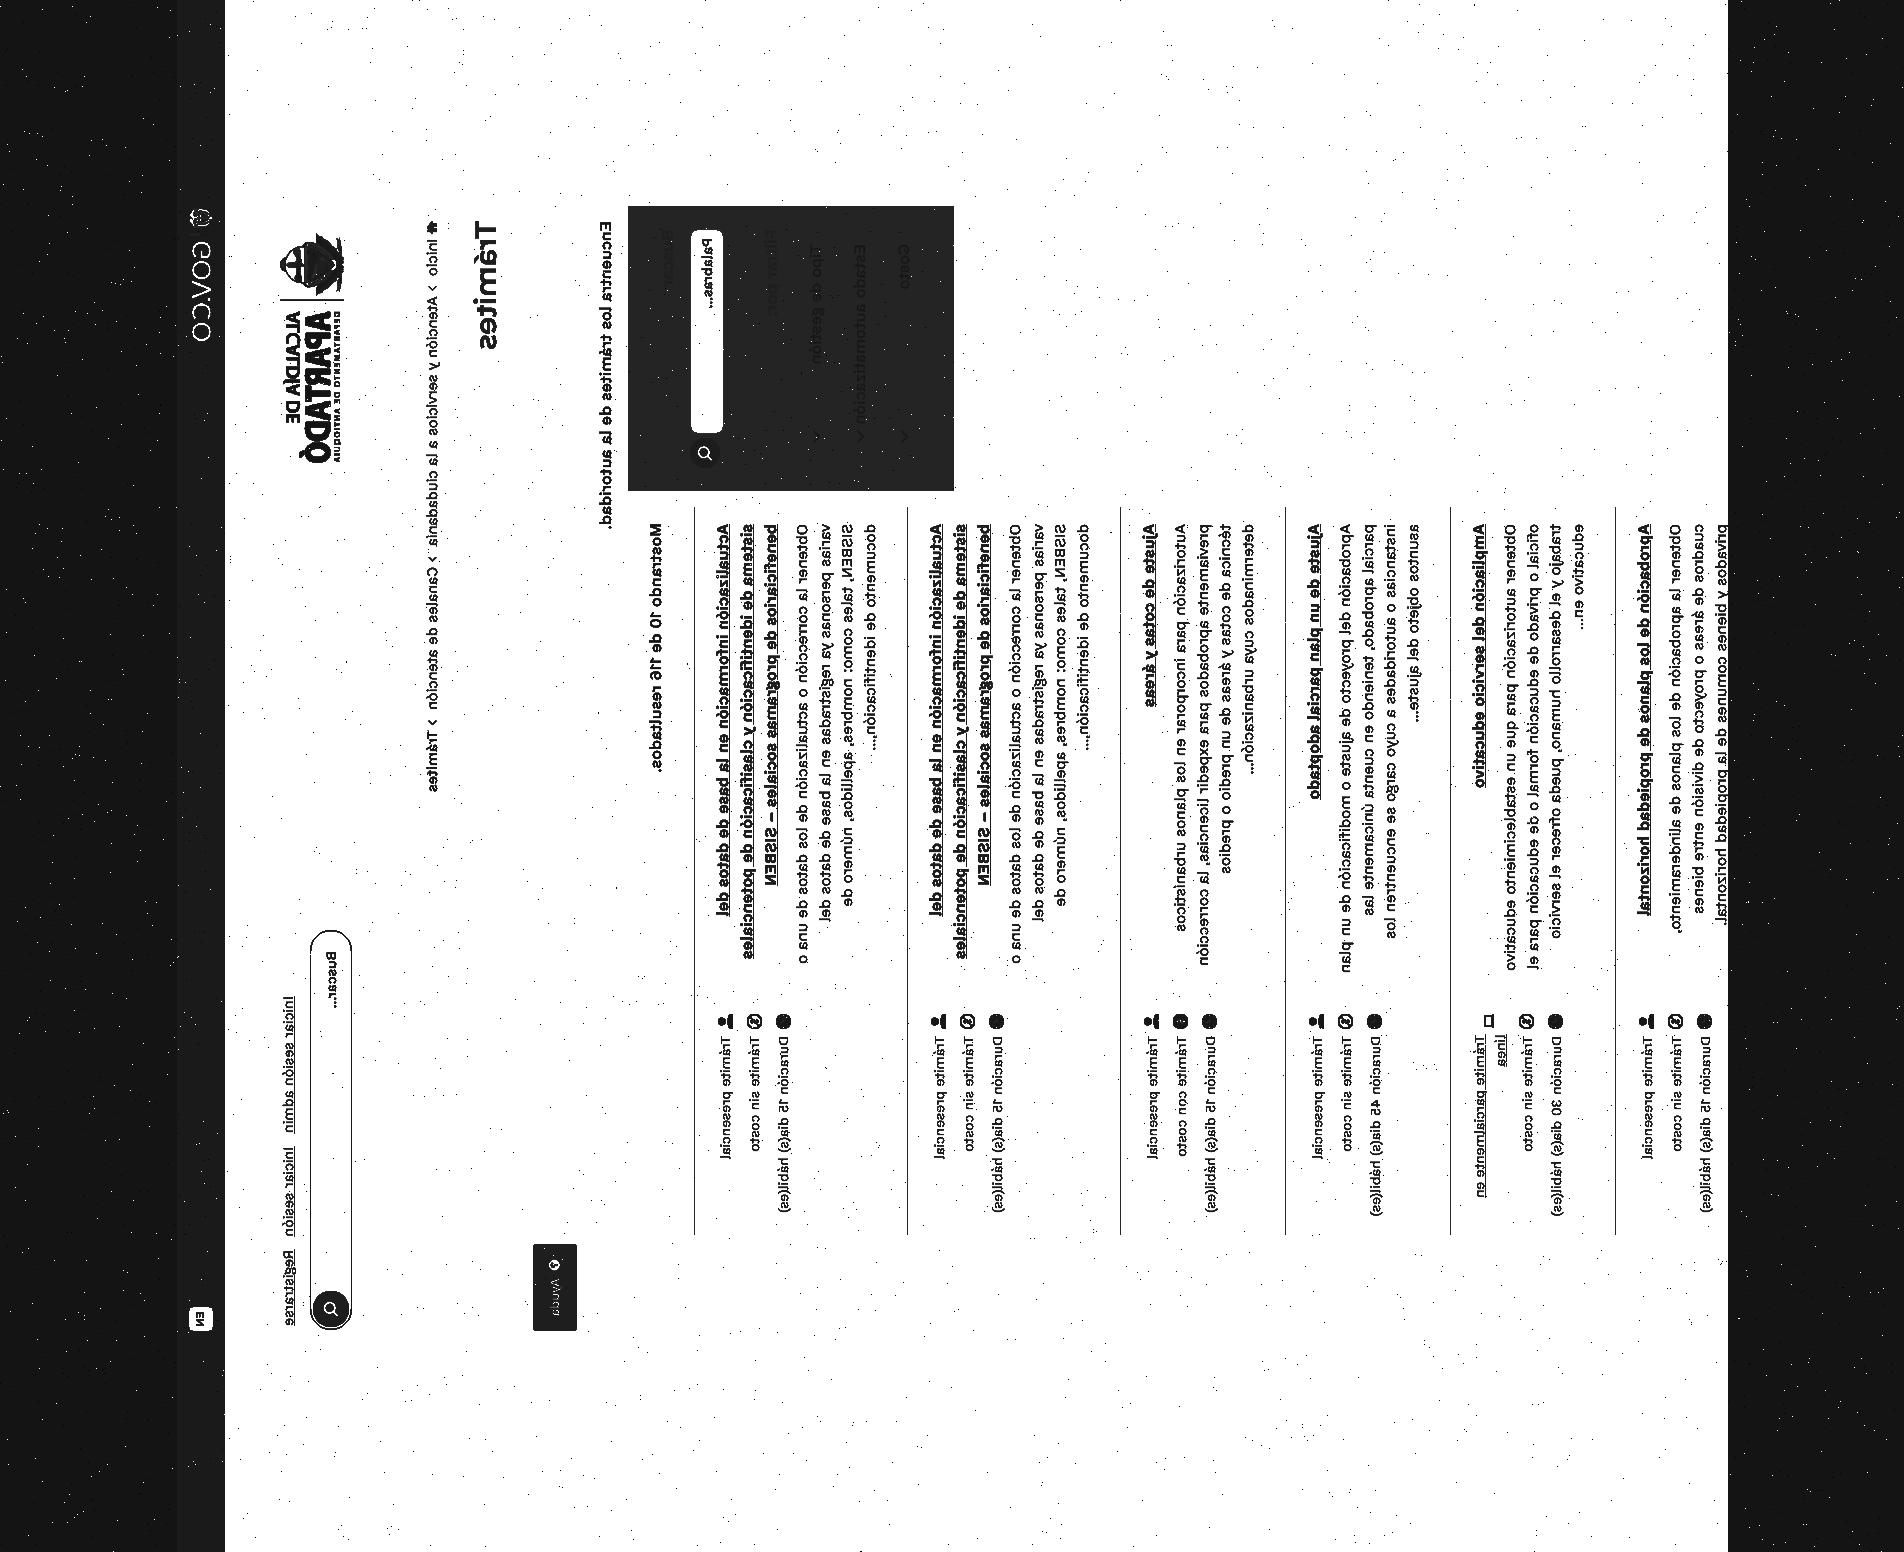 GOV.CO
EN
ALCALDÍA DE
APARTADÓ
DEPARTAMENTO DE ANTIOQUIA
Iniciar sesión admin
Iniciar sesión
Registrarse
Buscar...
Inicio > Atención y servicios a la ciudadanía > Canales de atención > Trámites
Trámites
Ayuda
Encuentra los trámites de la autoridad.
Palabras...
Tipo de gestión
Estado automatización
Costo
Mostrando 10 de 116 resultados.
Actualización información en la base de datos del
sistema de identificación y clasificación de potenciales
beneficiarios de programas sociales – SISBEN
Obtener la corrección o actualización de los datos de una o
varias personas ya registradas en la base de datos del
SISBEN, tales como: nombres, apellidos, número de
documento de identificación....
Trámite presencial
Trámite sin costo
Duración 15 día(s) hábil(es)
Actualización información en la base de datos del
sistema de identificación y clasificación de potenciales
beneficiarios de programas sociales – SISBEN
Obtener la corrección o actualización de los datos de una o
varias personas ya registradas en la base de datos del
SISBEN, tales como: nombres, apellidos, número de
documento de identificación....
Trámite presencial
Trámite sin costo
Duración 15 día(s) hábil(es)
Ajuste de cotas y áreas
Autorización para incorporar en los planos urbanísticos
previamente aprobados para expedir licencias, la corrección
técnica de cotas y áreas de un predio o predios
determinados cuya urbanización....
Trámite presencial
Trámite con costo
Duración 15 día(s) hábil(es)
Ajuste de un plan parcial adoptado
Aprobación del proyecto de ajuste o modificación de un plan
parcial aprobado, teniendo en cuenta únicamente las
instancias o autoridades a cuyo cargo se encuentren los
asuntos objeto del ajuste....
Trámite presencial
Trámite sin costo
Duración 45 día(s) hábil(es)
Ampliación del servicio educativo
Obtener autorización para que un establecimiento educativo
oficial o privado de educación formal o de educación para el
trabajo y el desarrollo humano, pueda ofrecer el servicio
educativo en....
Trámite parcialmente en
línea
Trámite sin costo
Duración 30 día(s) hábil(es)
Aprobación de los planos de propiedad horizontal
Obtener la aprobación de los planos de alinderamiento,
cuadros de áreas o proyecto de división entre bienes
privados y bienes comunes de la propiedad horizontal.
Trámite presencial
Trámite sin costo
Duración 15 día(s) hábil(es)